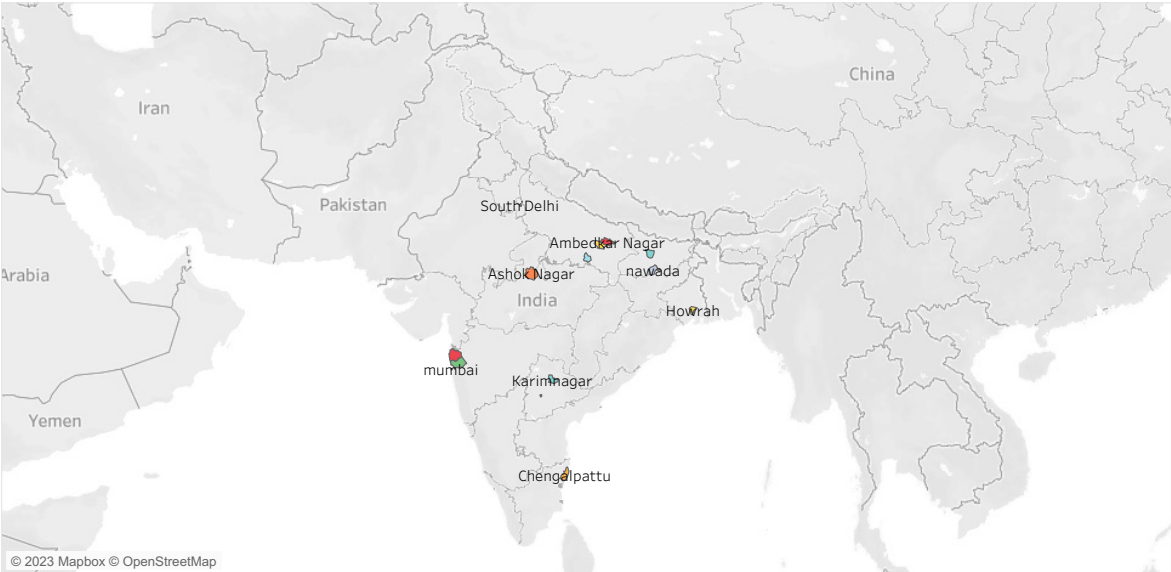 China
Iran
Pakistan
South Delhi
Ambedkar Nagar
nawada
Ashok Nagar
Arabia
India
Howrah
mumbai
Karimnagar
Yemen
Chengalpattu
© 2023 Mapbox © OpenStreetMap